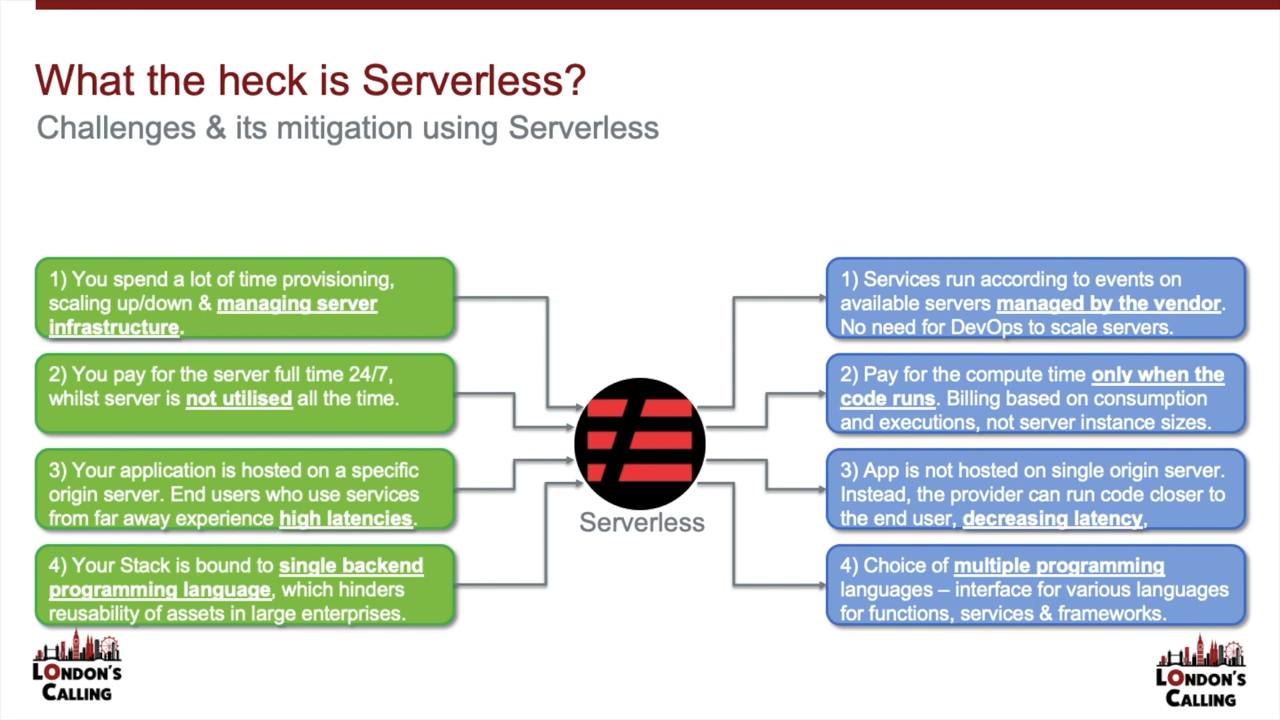 What the heck is Serverless?
Challenges & its mitigation using Serverless
1) You spend a lot of time provisioning,
scaling up/down & managing server
infrastructure.
2) You pay for the server full time 24/7,
whilst server is not utilised all the time.
3) Your application is hosted on a specific
origin server. End users who use services
from far away experience high latencies.
4) Your Stack is bound to single backend
programming language, which hinders
reusability of assets in large enterprises.
Serverless
1) Services run according to events on
available servers managed by the vendor.
No need for DevOps to scale servers.
2) Pay for the compute time only when the
code runs. Billing based on consumption
and executions, not server instance sizes.
3) App is not hosted on single origin server.
Instead, the provider can run code closer to
the end user, decreasing latency,
4) Choice of multiple programming
languages – interface for various languages
for functions, services & frameworks.
LONDON'S
CALLING
LONDON'S
CALLING